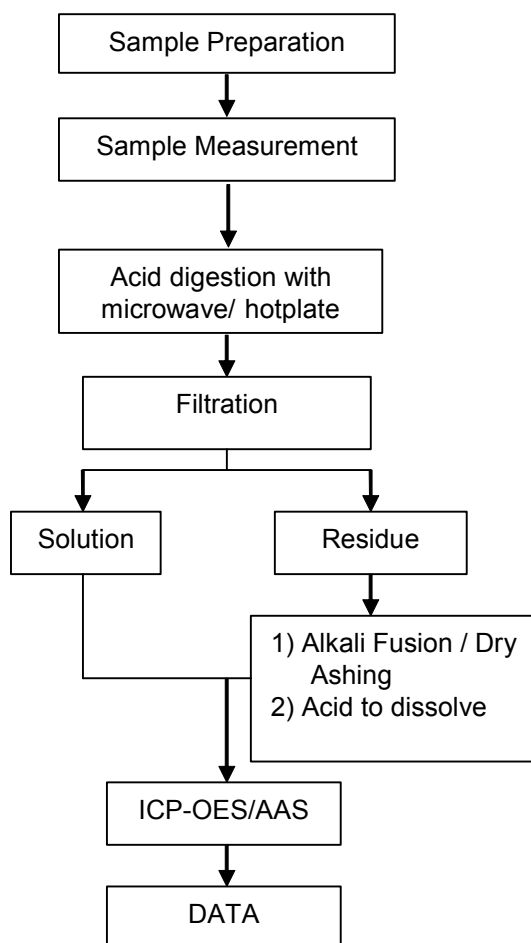 Sample Preparation
Sample Measurement
Acid digestion with
microwave/ hotplate
Filtration
Solution
Residue
1) Alkali Fusion / Dry
Ashing
2) Acid to dissolve
ICP-OES/AAS
DATA